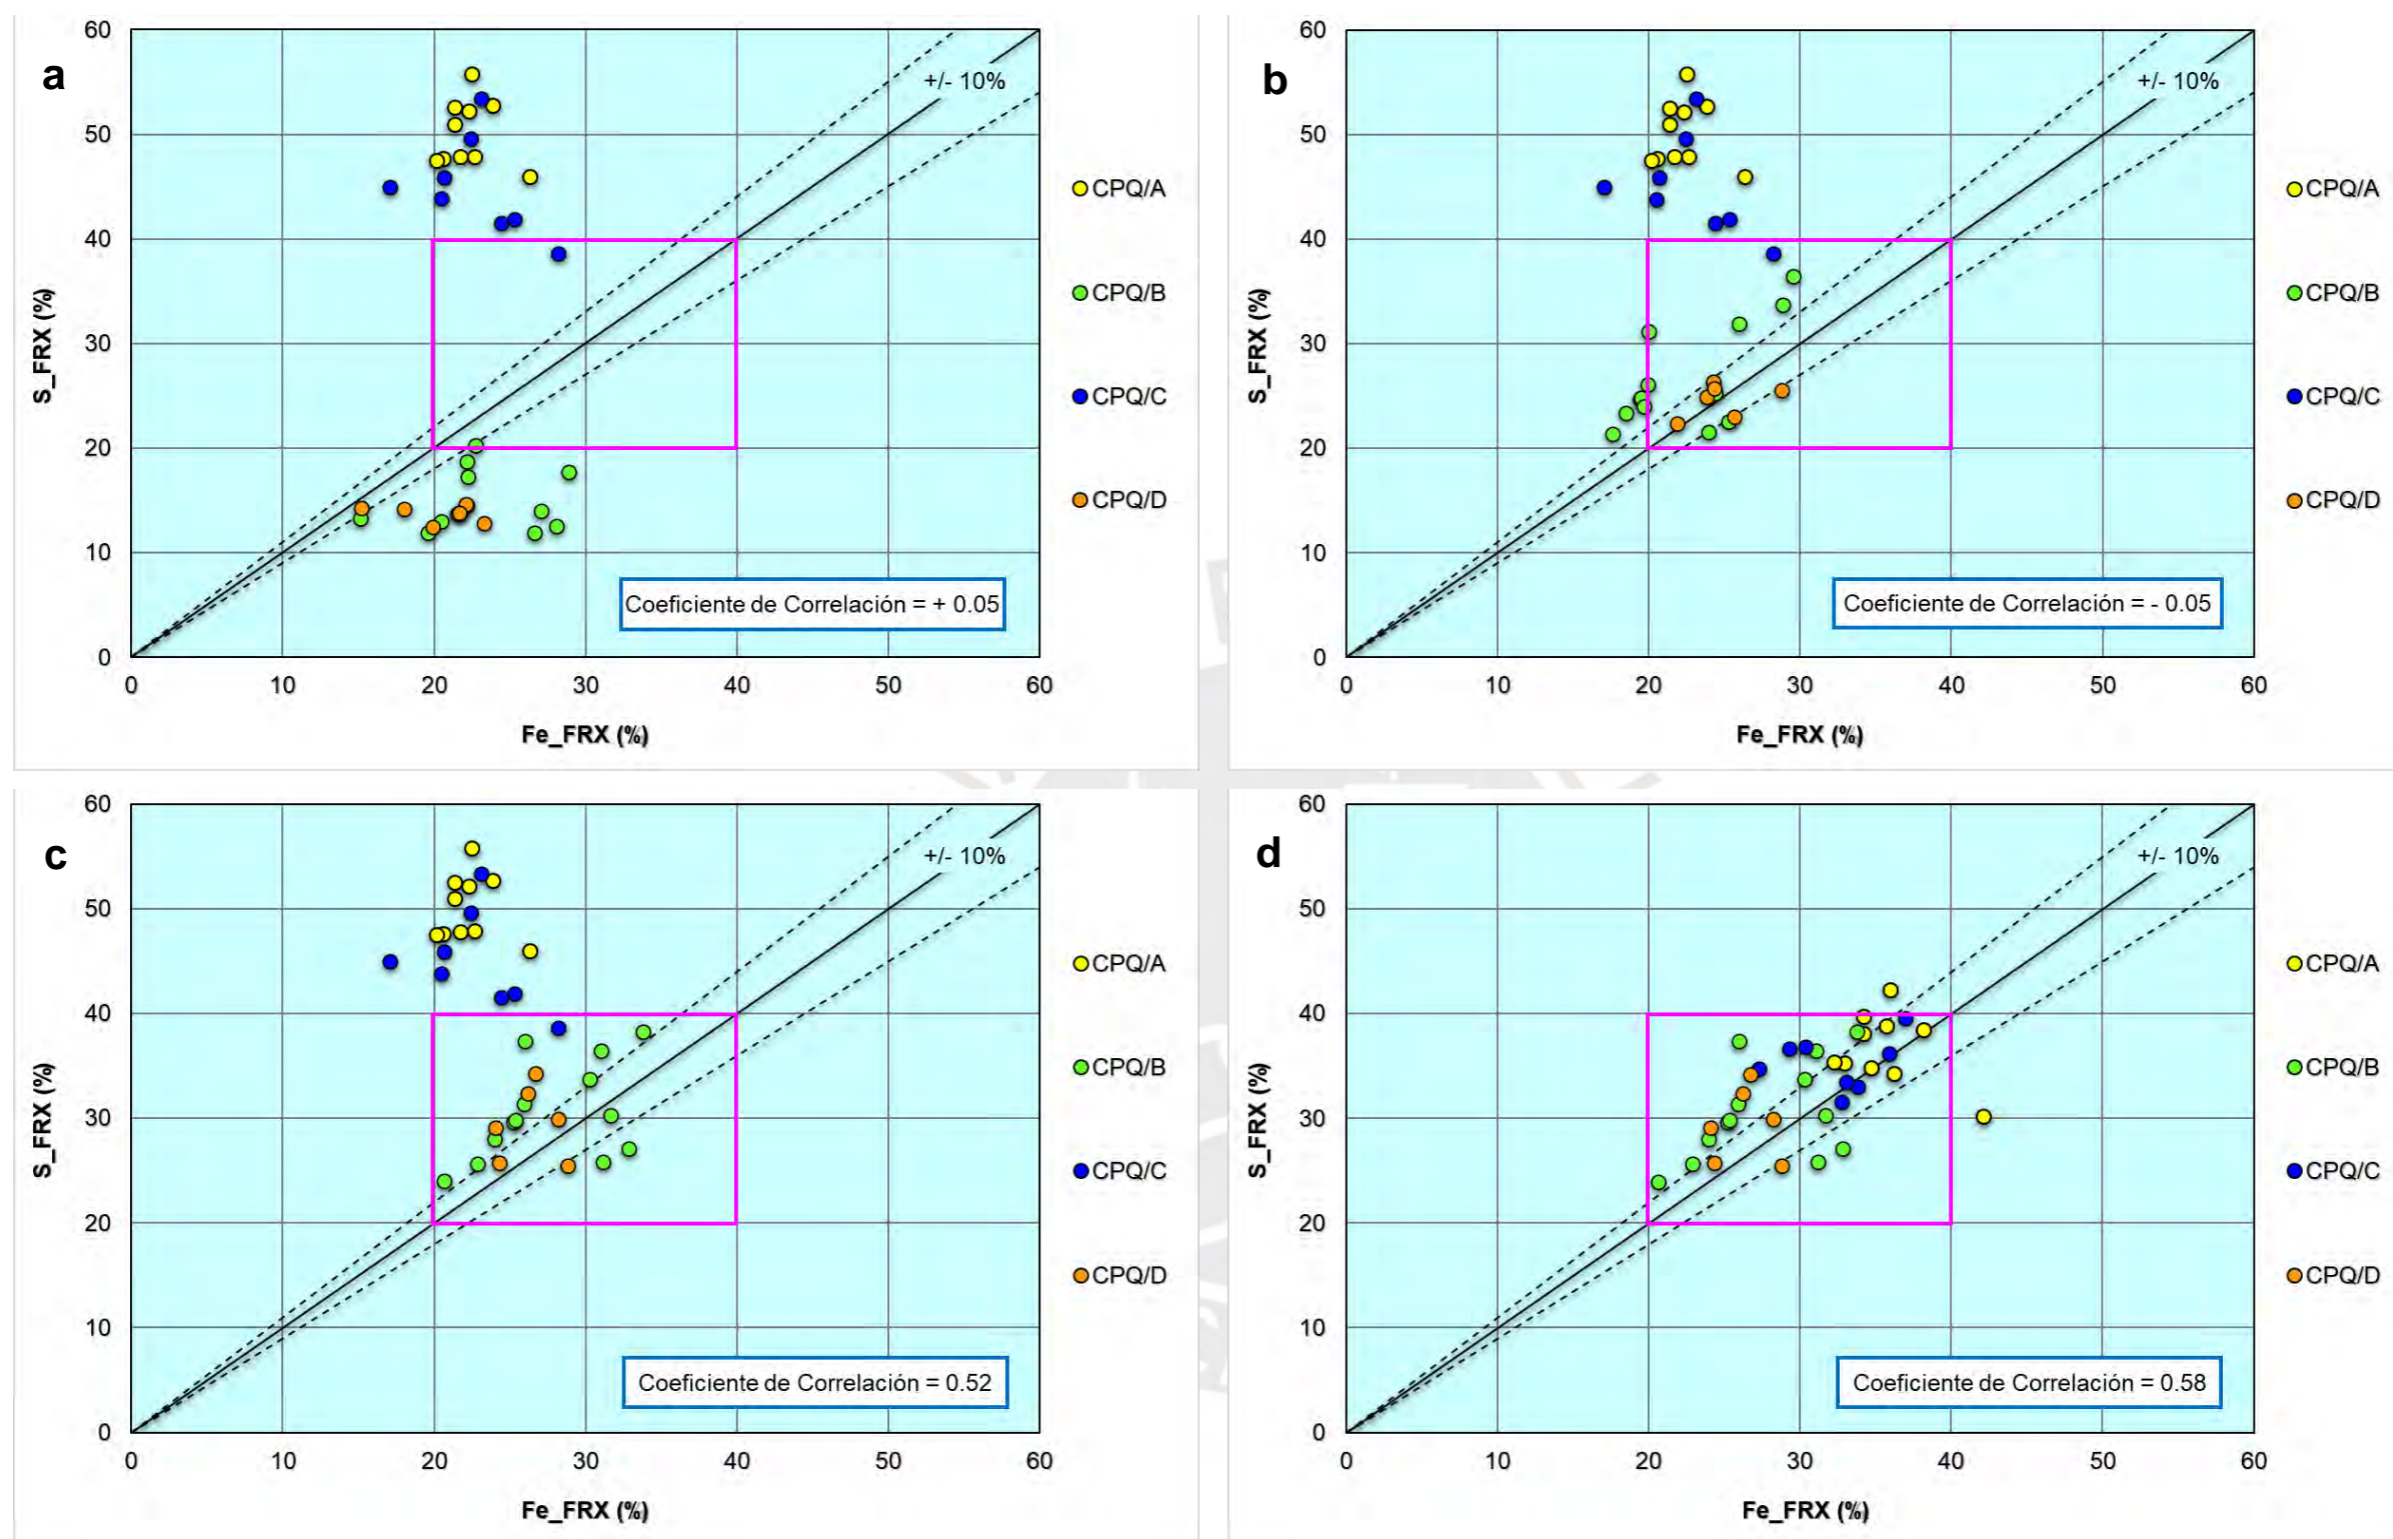 a
60
50
40
30
20
10
0
0 10 20 30 40 50 60
S_FRX (%)
Fe_FRX (%)
+/- 10%
Coeficiente de Correlación = + 0.05
CPQ/A
CPQ/B
CPQ/C
CPQ/D
b
60
50
40
30
20
10
0
0 10 20 30 40 50 60
S_FRX (%)
Fe_FRX (%)
+/- 10%
Coeficiente de Correlación = - 0.05
CPQ/A
CPQ/B
CPQ/C
CPQ/D
c
60
50
40
30
20
10
0
0 10 20 30 40 50 60
S_FRX (%)
Fe_FRX (%)
+/- 10%
Coeficiente de Correlación = 0.52
CPQ/A
CPQ/B
CPQ/C
CPQ/D
d
60
50
40
30
20
10
0
0 10 20 30 40 50 60
S_FRX (%)
Fe_FRX (%)
+/- 10%
Coeficiente de Correlación = 0.58
CPQ/A
CPQ/B
CPQ/C
CPQ/D